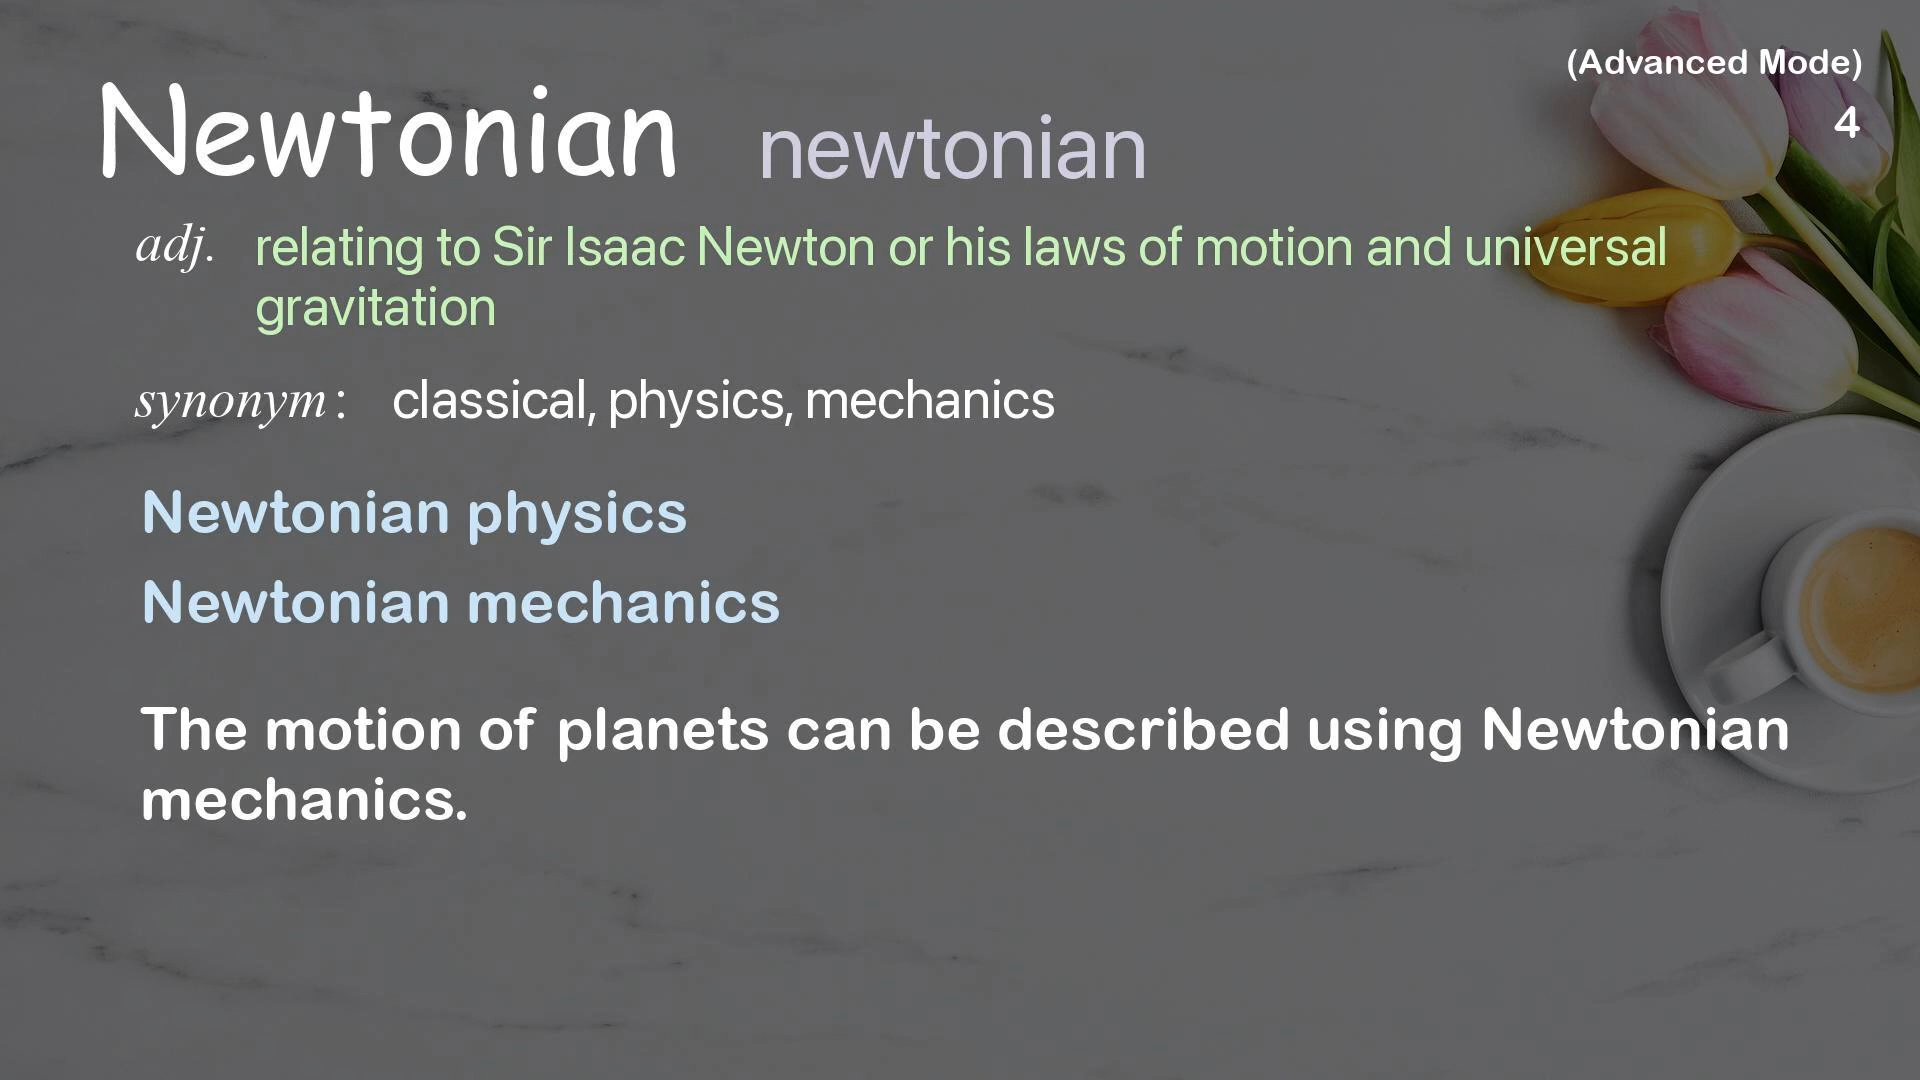 (Advanced Mode)
4
Newtonian newtonian
adj. relating to Sir Isaac Newton or his laws of motion and universal
gravitation
synonym: classical, physics, mechanics
Newtonian physics
Newtonian mechanics
The motion of planets can be described using Newtonian
mechanics.